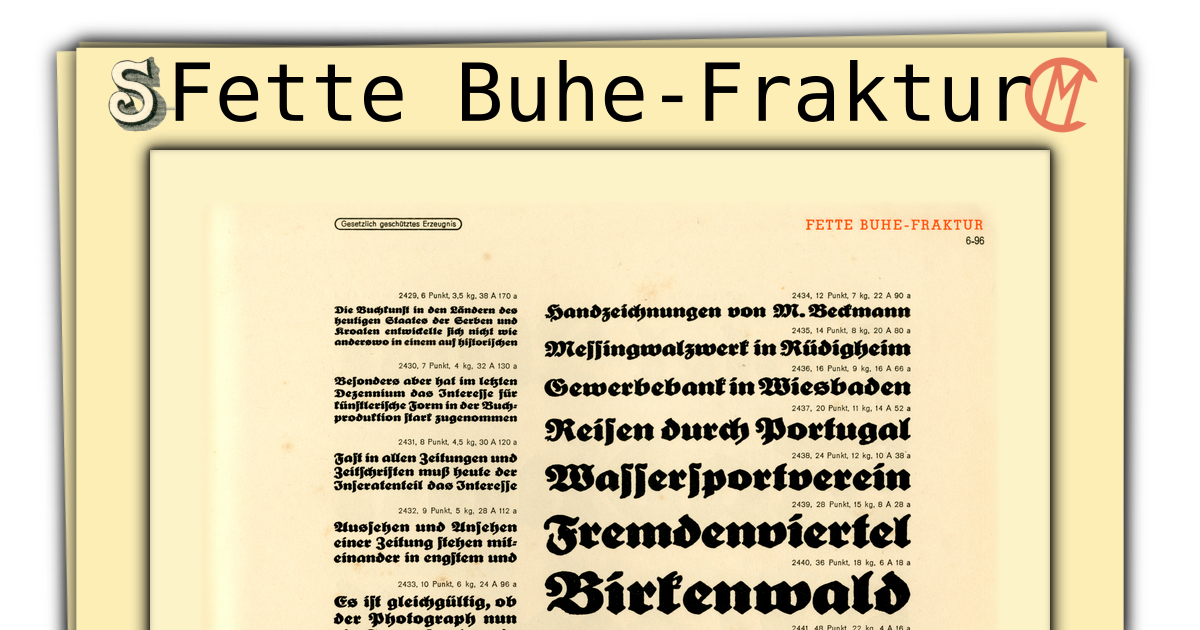 Fette Buhe-Fraktur
Gesetzlich geschütztes Erzeugnis
FETTE BUHE-FRAKTUR
6-96
2429, 6 Punkt, 3,5 kg, 38 A 170 a
Die Buchkunst in den Ländern des
heutigen Staates der Serben und
Kroaten entwickelte sich nicht wie
anderswo in einem auf historischen
2430, 7 Punkt, 4 kg, 32 A 130 a
Besonders aber hat im letzten
Dezennium das Interesse für
künstlerische Form in der Buch-
produktion stark zugenommen
2431, 8 Punkt, 4,5 kg, 30 A 120 a
Fast in allen Zeitungen und
Zeitschriften muß heute der
Inseratenteil das Interesse
2432, 9 Punkt, 5 kg, 28 A 112 a
Aussehen und Ansehen
einer Zeitung stehen mit-
einander in engstem und
2433, 10 Punkt, 6 kg, 24 A 96 a
Es ist gleichgültig, ob
der Photograph nun
2434, 12 Punkt, 7 kg, 22 A 90 a
Handzeichnungen von M. Beckmann
2435, 14 Punkt, 8 kg, 20 A 80 a
Messingwalzwerk in Rüdigheim
2436, 16 Punkt, 9 kg, 16 A 66 a
Gewerbebank in Wiesbaden
2437, 20 Punkt, 11 kg, 14 A 52 a
Reisen durch Portugal
2438, 24 Punkt, 12 kg, 10 A 38 a
Wassersportverein
2439, 28 Punkt, 15 kg, 8 A 28 a
Fremdenviertel
2440, 36 Punkt, 18 kg, 6 A 18 a
Birkenwald
2441, 48 Punkt, 22 kg, 4 A 16 a